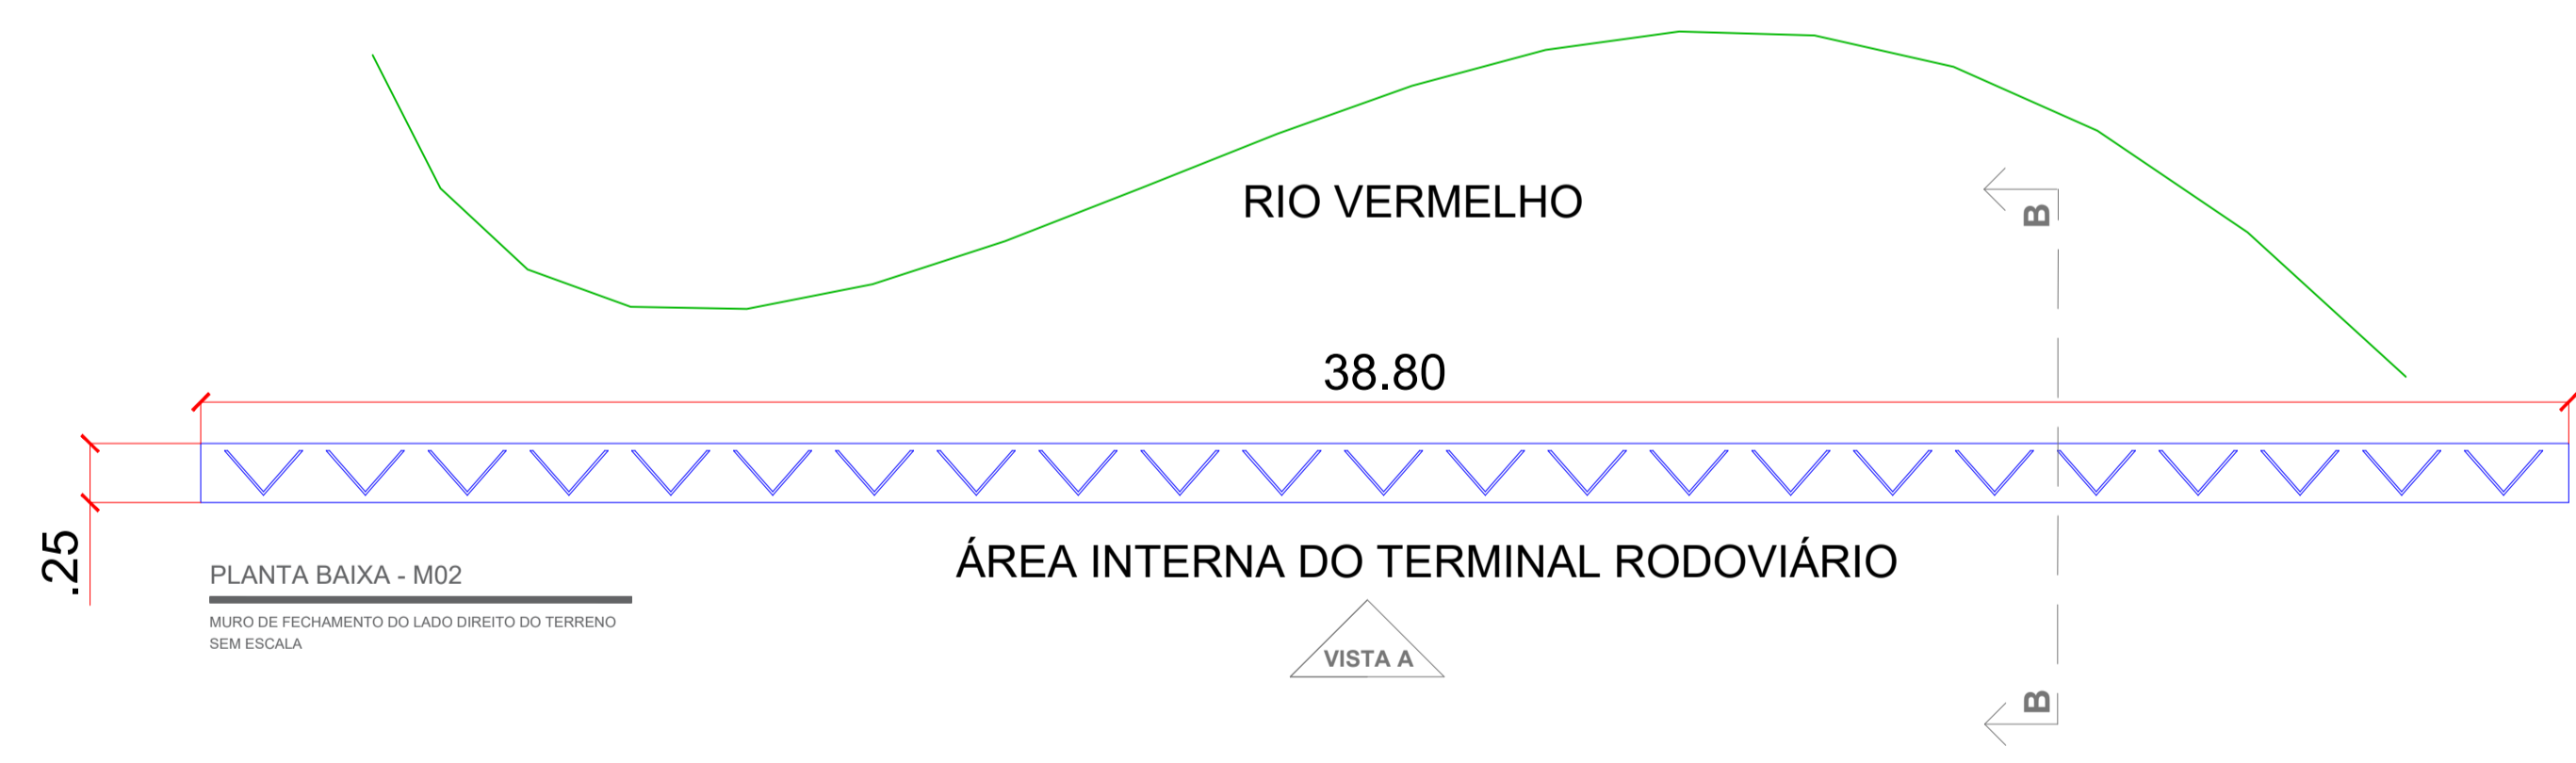 RIO VERMELHO
B
38.80
.25
ÁREA INTERNA DO TERMINAL RODOVIÁRIO
PLANTA BAIXA - M02
MURO DE FECHAMENTO DO LADO DIREITO DO TERRENO
SEM ESCALA
VISTA A
B